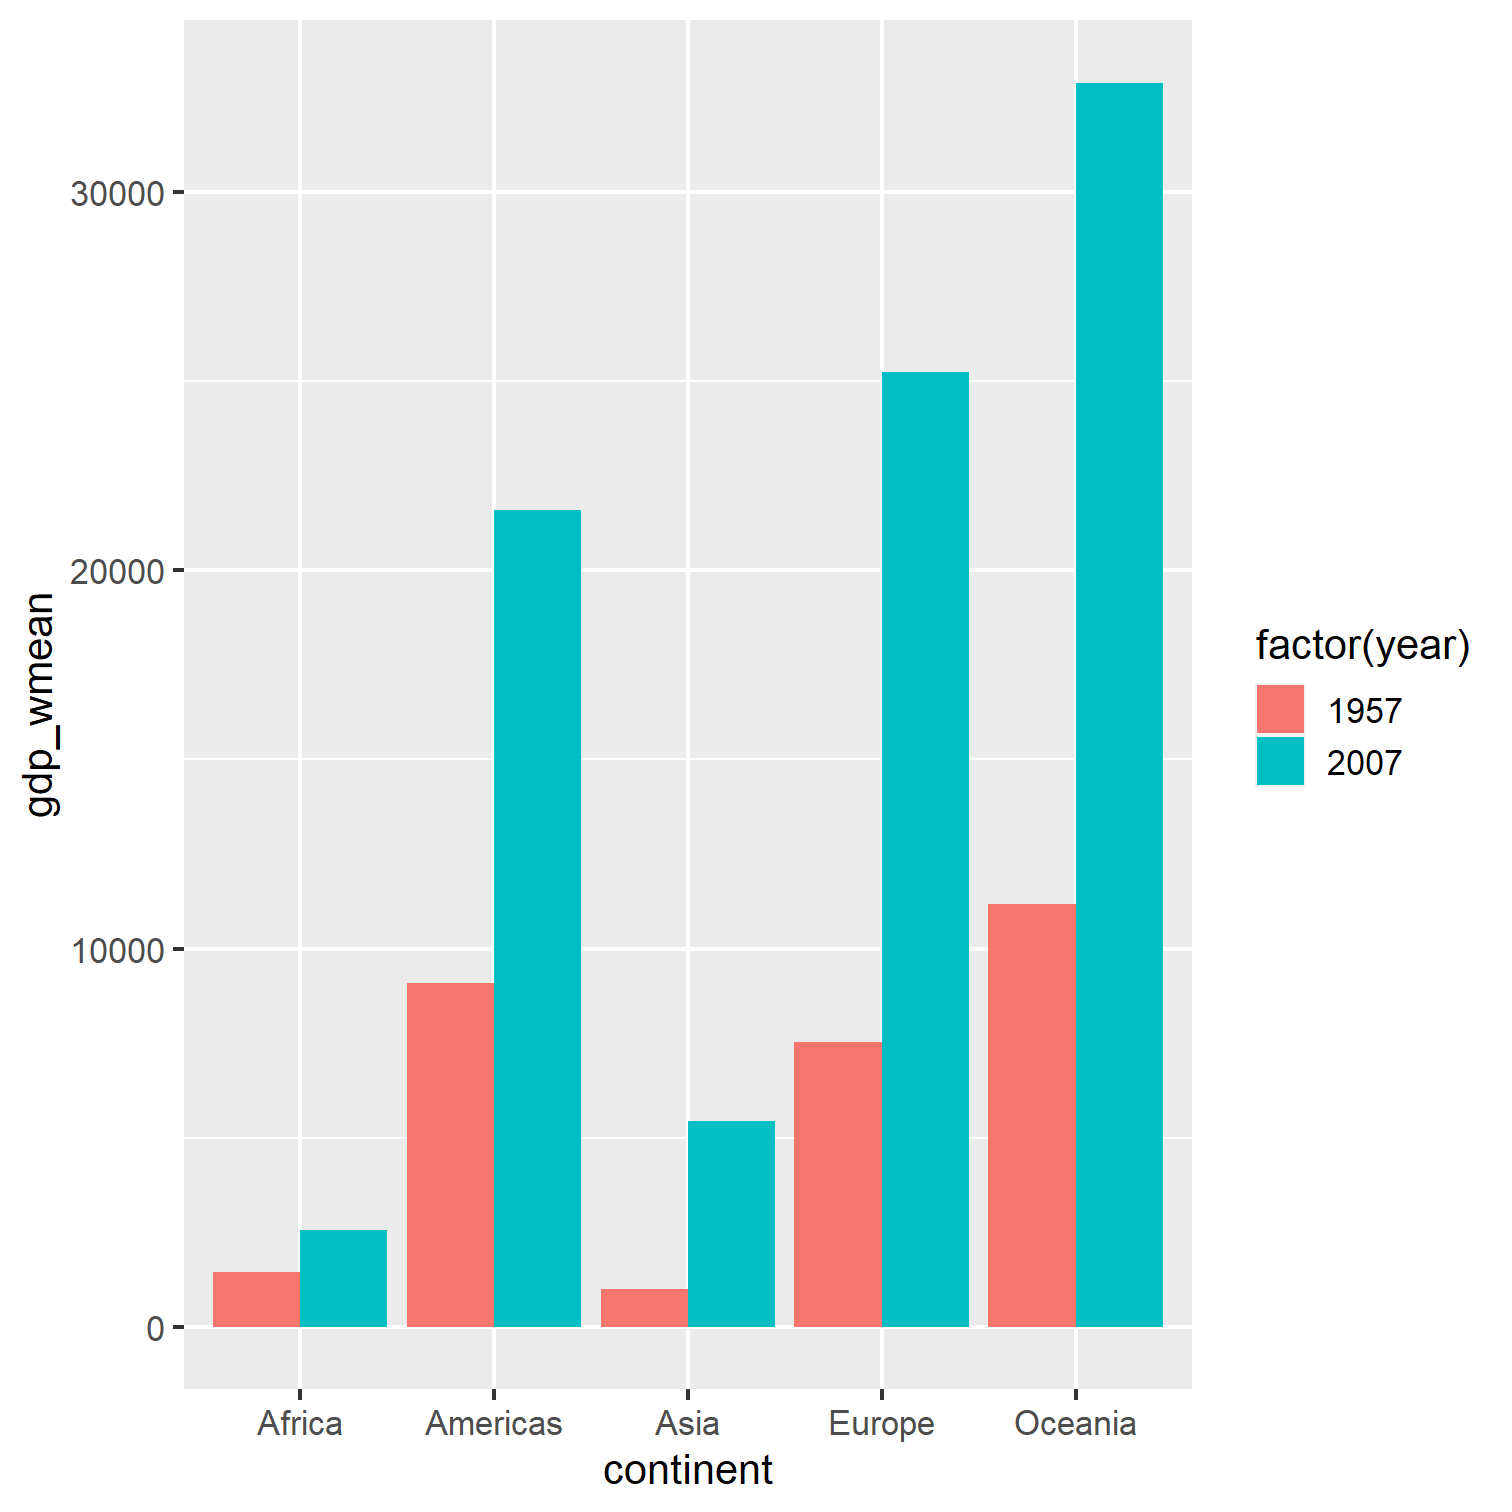 30000
20000
10000
0
gdp_wmean
Africa Americas Asia Europe Oceania
continent
factor(year)
1957
2007